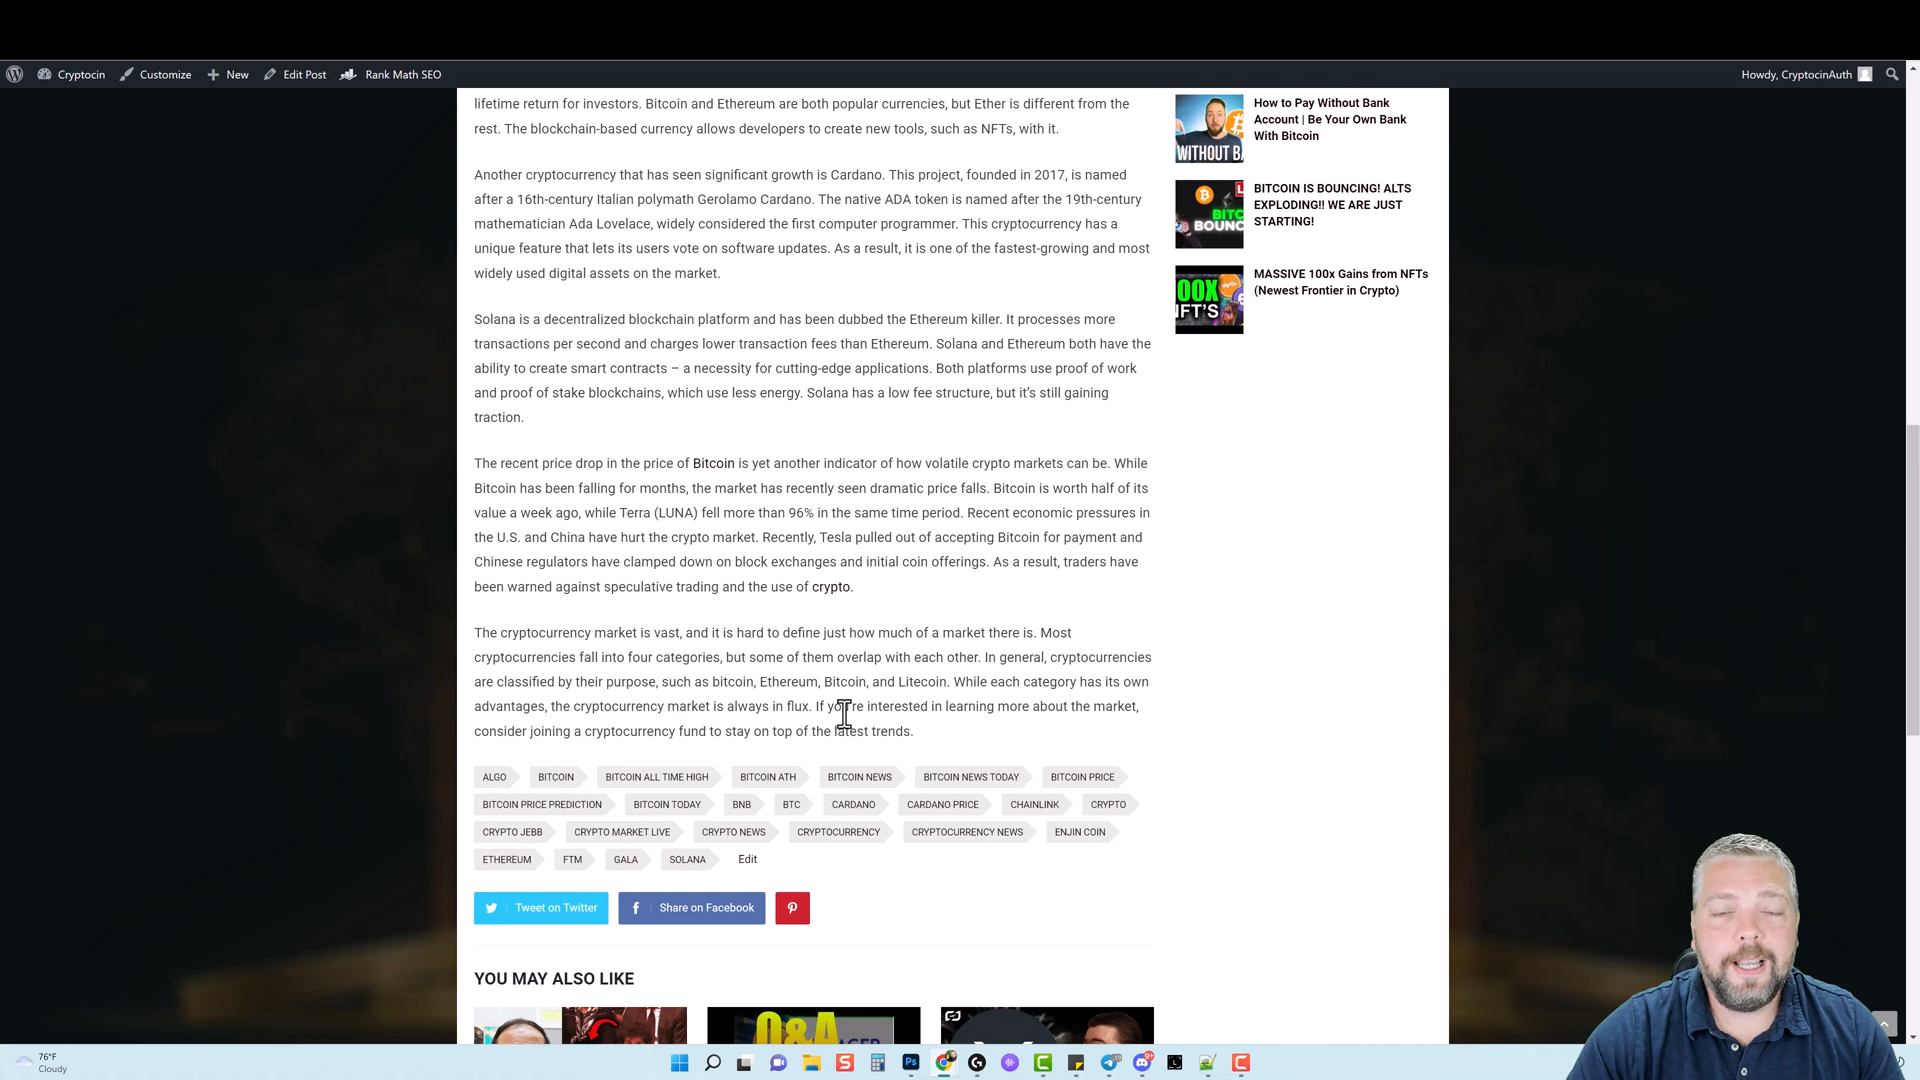 Cryptocin
Customize
New
Edit Post
Rank Math SEO
Howdy, CryptocinAuth
lifetime return for investors. Bitcoin and Ethereum are both popular currencies, but Ether is different from the
rest. The blockchain-based currency allows developers to create new tools, such as NFTs, with it.
Another cryptocurrency that has seen significant growth is Cardano. This project, founded in 2017, is named
after a 16th-century Italian polymath Gerolamo Cardano. The native ADA token is named after the 19th-century
mathematician Ada Lovelace, widely considered the first computer programmer. This cryptocurrency has a
unique feature that lets its users vote on software updates. As a result, it is one of the fastest-growing and most
widely used digital assets on the market.
Solana is a decentralized blockchain platform and has been dubbed the Ethereum killer. It processes more
transactions per second and charges lower transaction fees than Ethereum. Solana and Ethereum both have the
ability to create smart contracts – a necessity for cutting-edge applications. Both platforms use proof of work
and proof of stake blockchains, which use less energy. Solana has a low fee structure, but it's still gaining
traction.
The recent price drop in the price of Bitcoin is yet another indicator of how volatile crypto markets can be. While
Bitcoin has been falling for months, the market has recently seen dramatic price falls. Bitcoin is worth half of its
value a week ago, while Terra (LUNA) fell more than 96% in the same time period. Recent economic pressures in
the U.S. and China have hurt the crypto market. Recently, Tesla pulled out of accepting Bitcoin for payment and
Chinese regulators have clamped down on block exchanges and initial coin offerings. As a result, traders have
been warned against speculative trading and the use of crypto.
The cryptocurrency market is vast, and it is hard to define just how much of a market there is. Most
cryptocurrencies fall into four categories, but some of them overlap with each other. In general, cryptocurrencies
are classified by their purpose, such as bitcoin, Ethereum, Bitcoin, and Litecoin. While each category has its own
advantages, the cryptocurrency market is always in flux. If you're interested in learning more about the market,
consider joining a cryptocurrency fund to stay on top of the latest trends.
ALGO BITCOIN BITCOIN ALL TIME HIGH BITCOIN ATH BITCOIN NEWS BITCOIN NEWS TODAY BITCOIN PRICE
BITCOIN PRICE PREDICTION BITCOIN TODAY BNB BTC CARDANO CARDANO PRICE CHAINLINK CRYPTO
CRYPTO JEBB CRYPTO MARKET LIVE CRYPTO NEWS CRYPTOCURRENCY CRYPTOCURRENCY NEWS ENJIN COIN
ETHEREUM FTM GALA SOLANA Edit
Tweet on Twitter
Share on Facebook
YOU MAY ALSO LIKE
Q&A
WITHOUT BA
How to Pay Without Bank
Account | Be Your Own Bank
With Bitcoin
BITC
BOUNC
BITCOIN IS BOUNCING! ALTS
EXPLODING!! WE ARE JUST
STARTING!
00X
NFT'S
MASSIVE 100x Gains from NFTs
(Newest Frontier in Crypto)
76°F
Cloudy